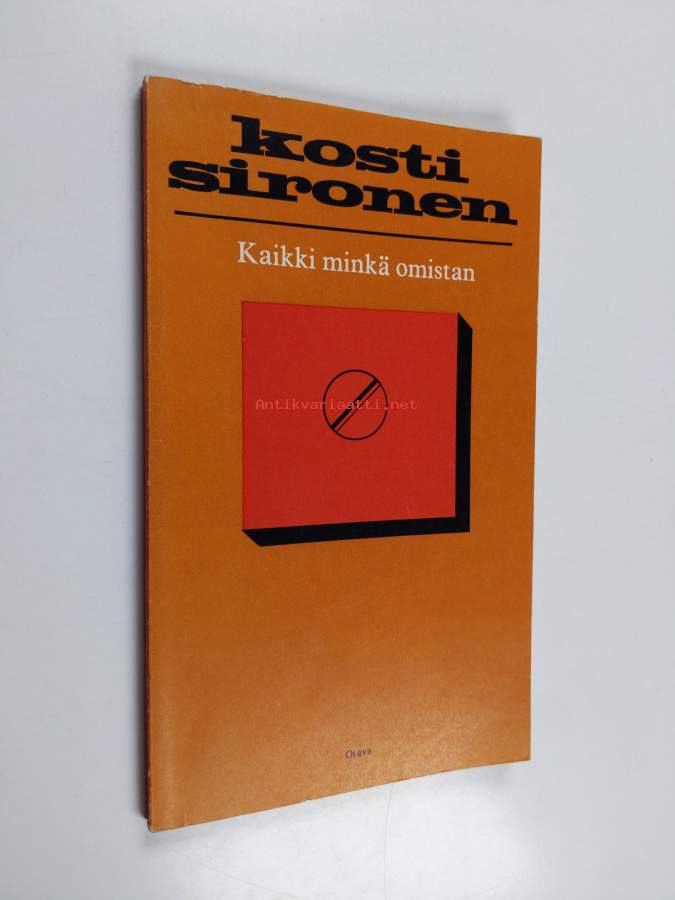 kosti
sironen
Kaikki minkä omistan
Antikvariaatti.net
Otava